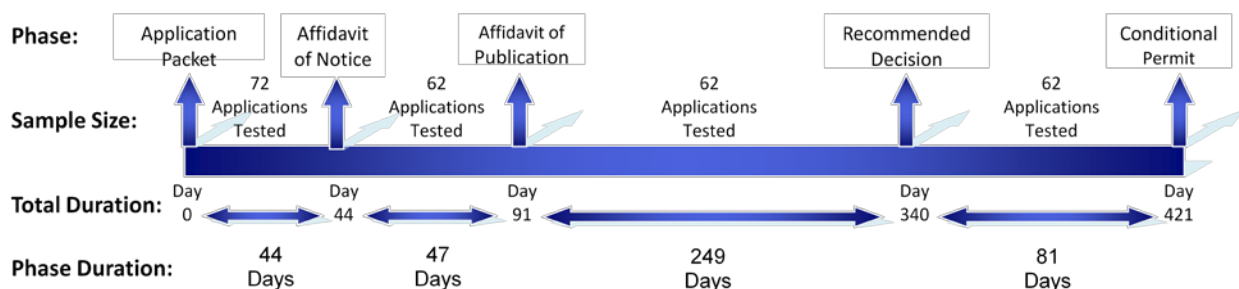 Phase:
Application
Packet
Affidavit
of Notice
Affidavit of
Publication
Recommended
Decision
Conditional
Permit
Sample Size:
72
Applications
Tested
62
Applications
Tested
62
Applications
Tested
62
Applications
Tested
Total Duration:
Day
0
Day
44
Day
91
Day
340
Day
421
Phase Duration:
44
Days
47
Days
249
Days
81
Days